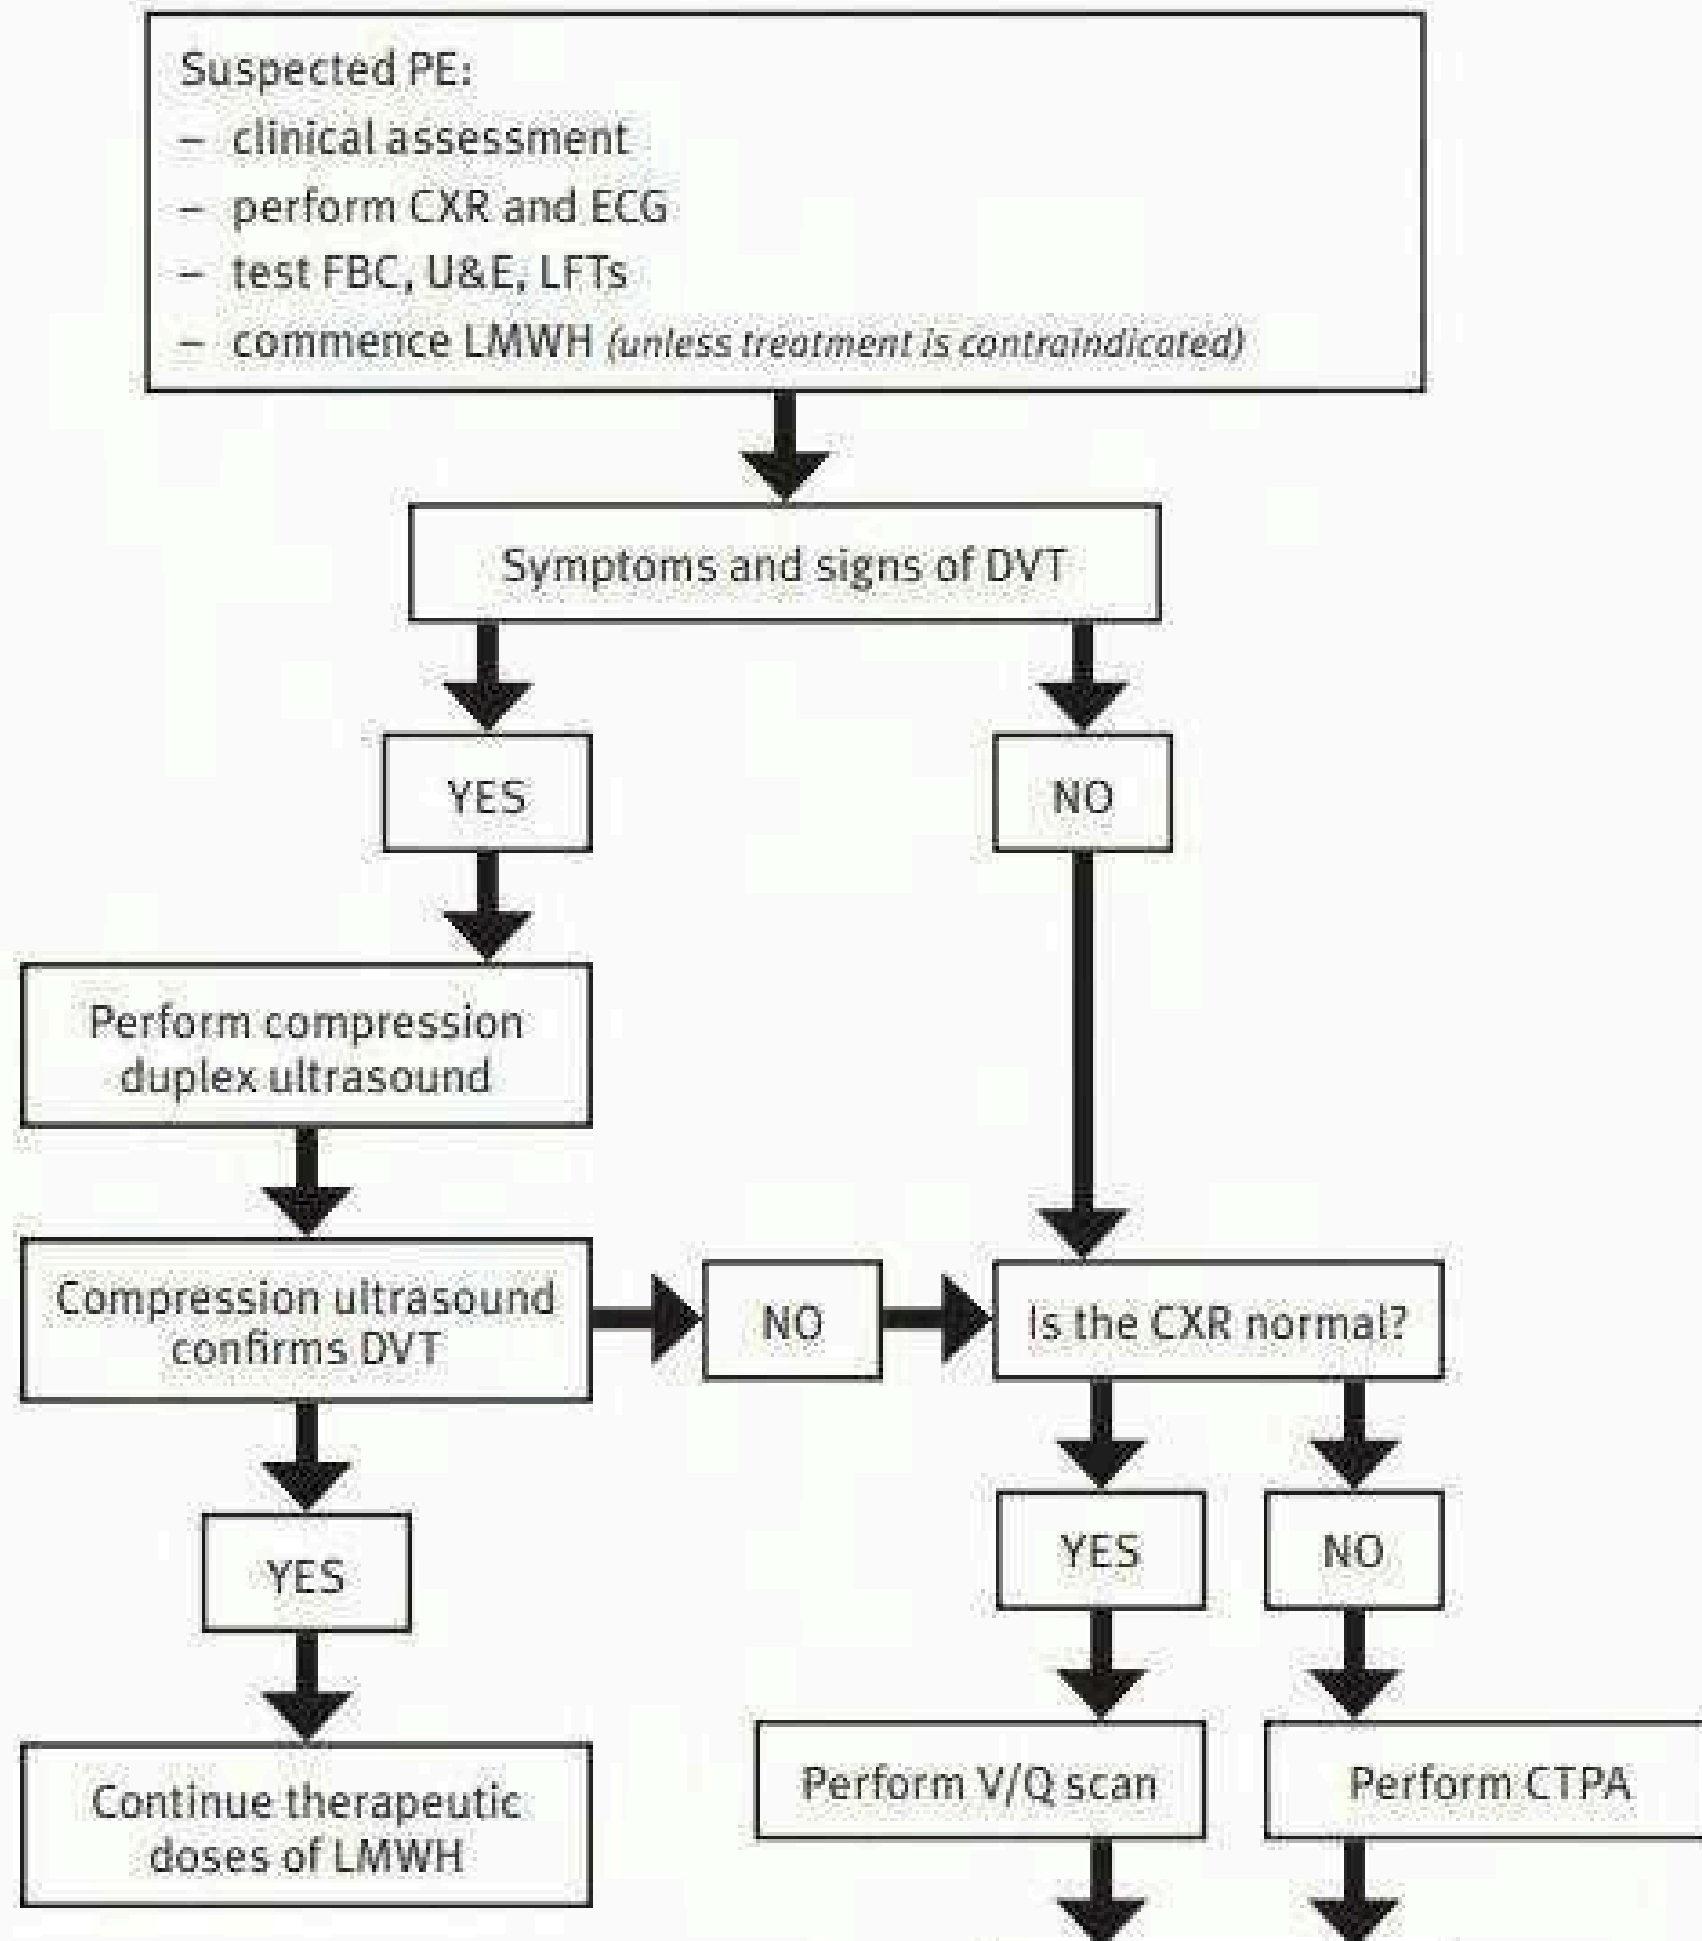 Suspected PE:
– clinical assessment
– perform CXR and ECG
– test FBC, U&E, LFTs
– commence LMWH (unless treatment is contraindicated)
Symptoms and signs of DVT
YES
NO
Perform compression
duplex ultrasound
Compression ultrasound
confirms DVT
NO
Is the CXR normal?
YES
YES
NO
Continue therapeutic
doses of LMWH
Perform V/Q scan
Perform CTPA